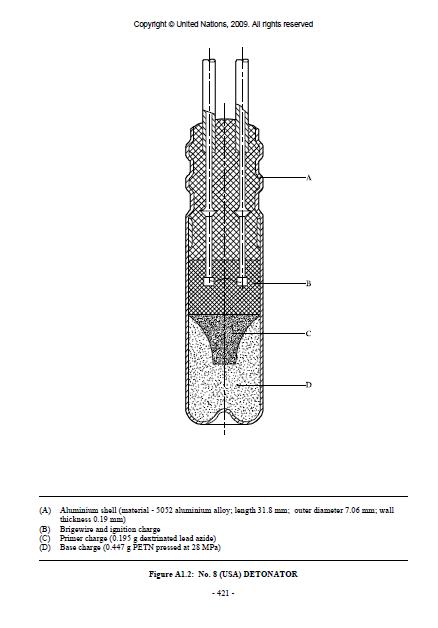 Copyright © United Nations, 2009. All rights reserved
A
B
C
D
(A) Aluminium shell (material - 5052 aluminium alloy; length 31.8 mm; outer diameter 7.06 mm; wall
thickness 0.19 mm)
(B) Brigewire and ignition charge
(C) Primer charge (0.195 g dextrinated lead azide)
(D) Base charge (0.447 g PETN pressed at 28 MPa)
Figure A1.2: No. 8 (USA) DETONATOR
- 421 -